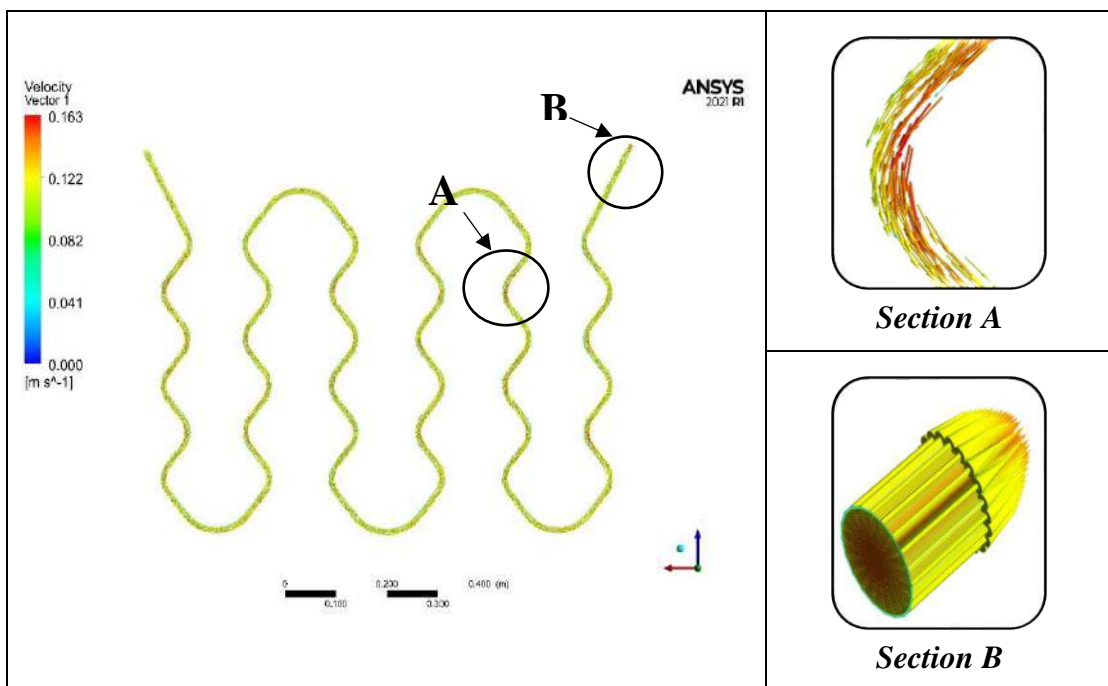 Velocity
Vector 1
0.163
0.122
0.082
0.041
0.000
[m s^-1]
ANSYS
2021 R1
B
A
0
0.200
0.400 (m)
0.100
0.300
Section A
Section B